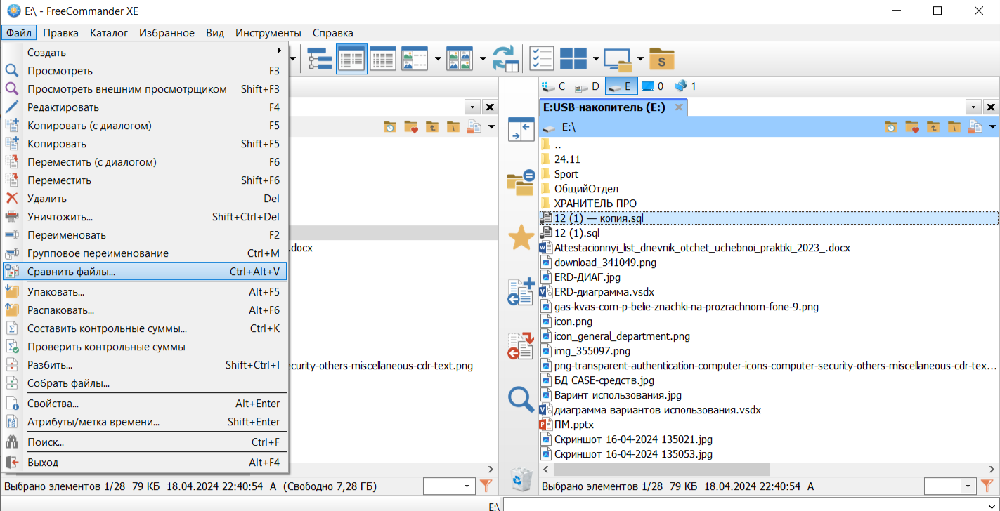 E:\ - FreeCommander XE
Файл Правка Каталог Избранное Вид Инструменты Справка
Создать
Просмотреть F3
Просмотреть внешним просмотрщиком Shift+F3
Редактировать F4
Копировать (с диалогом) F5
Копировать Shift+F5
Переместить (с диалогом) F6
Переместить Shift+F6
Удалить Del
Уничтожить... Shift+Ctrl+Del
Переименовать F2
Групповое переименование Ctrl+M
Сравнить файлы... Ctrl+Alt+V
Упаковать... Alt+F5
Распаковать... Alt+F6
Составить контрольные суммы... Ctrl+K
Проверить контрольные суммы
Разбить... Shift+Ctrl+I
Собрать файлы...
Свойства... Alt+Enter
Атрибуты/метка времени... Shift+Enter
Поиск... Ctrl+F
Выход Alt+F4
.docx
ecurity-others-miscellaneous-cdr-text.png
Выбрано элементов 1/28 79 КБ 18.04.2024 22:40:54 A (Свободно 7,28 ГБ)
S
C D E 0 1
E:USB-накопитель (E:)
E:\
..
24.11
Sport
ОбщийОтдел
ХРАНИТЕЛЬ ПРО
12 (1) — копия.sql
12 (1).sql
Attestacionnyi_list_dnevnik_otchet_uchebnoi_praktiki_2023_.docx
download_341049.png
ERD-ДИАГ.jpg
ERD-диаграмма.vsdx
gas-kvas-com-p-belie-znachki-na-prozrachnom-fone-9.png
icon.png
icon_general_department.png
img_355097.png
png-transparent-authentication-computer-icons-computer-security-others-miscellaneous-cdr-tex...
БД CASE-средств.jpg
Варинт использования.jpg
диаграмма вариантов использования.vsdx
ПМ.pptx
Скриншот 16-04-2024 135021.jpg
Скриншот 16-04-2024 135053.jpg
Выбрано элементов 1/28 79 КБ 18.04.2024 22:40:54 A
E:\